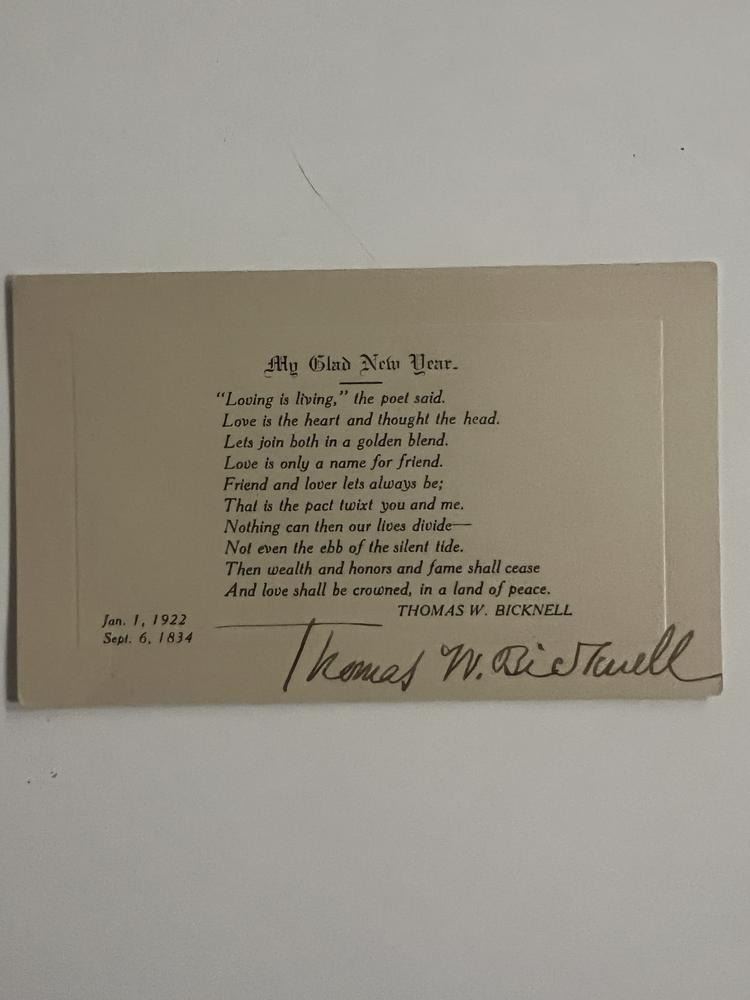 My Glad New Year.
"Loving is living," the poet said.
Love is the heart and thought the head.
Lets join both in a golden blend.
Love is only a name for friend.
Friend and lover lets always be;
That is the pact twixt you and me.
Nothing can then our lives divide—
Not even the ebb of the silent tide.
Then wealth and honors and fame shall cease
And love shall be crowned, in a land of peace.
THOMAS W. BICKNELL
Jan. 1, 1922
Sept. 6, 1834
Thomas W. Bicknell